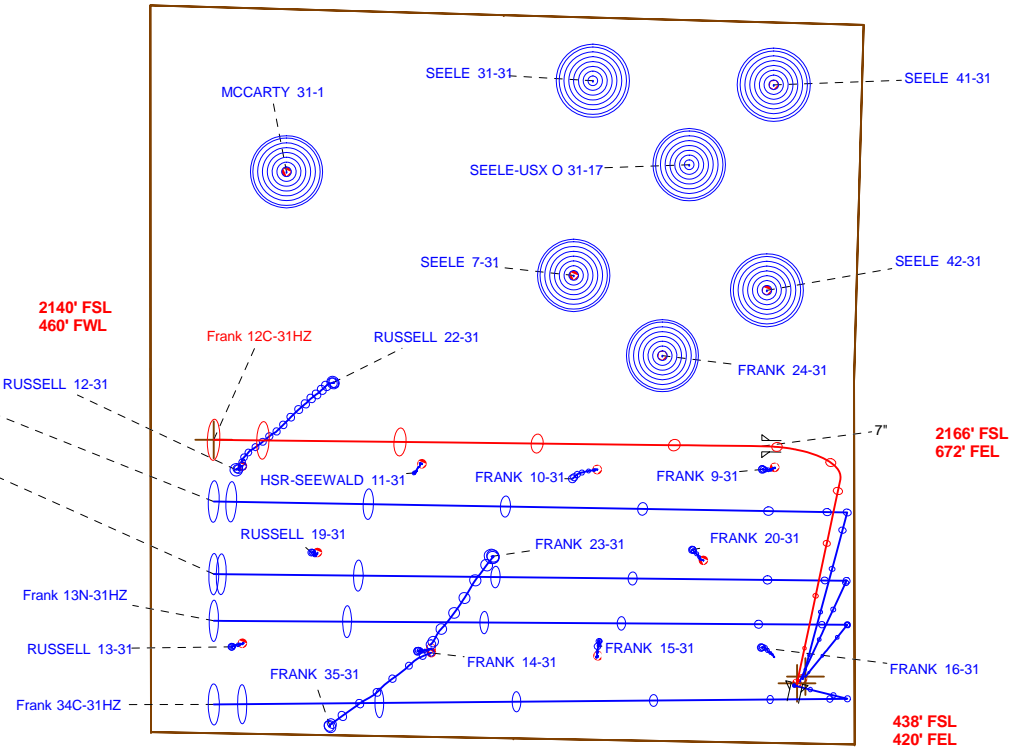 SEELE 31-31
SEELE 41-31
MCCARTY 31-1
SEELE-USX O 31-17
SEELE 7-31
SEELE 42-31
2140' FSL
460' FWL
Frank 12C-31HZ
RUSSELL 22-31
FRANK 24-31
RUSSELL 12-31
7"
2166' FSL
672' FEL
HSR-SEEWALD 11-31
FRANK 10-31
FRANK 9-31
RUSSELL 19-31
FRANK 23-31
FRANK 20-31
Frank 13N-31HZ
RUSSELL 13-31
FRANK 14-31
FRANK 15-31
FRANK 16-31
FRANK 35-31
Frank 34C-31HZ
7"
438' FSL
420' FEL